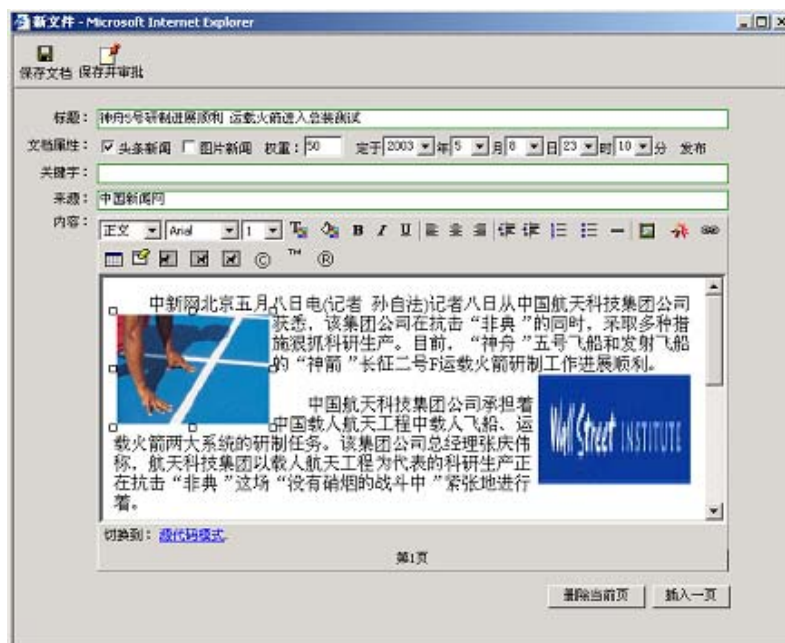 新文件 - Microsoft Internet Explorer
保存文档 保存并审批
标题： 神舟5号研制进展顺利 运载火箭进入总装测试
文档属性： 头条新闻 图片新闻 权重： 50 定于 2003 年 5 月 8 日 23 时 10 分 发布
关键字：
来源： 中国新闻网
内容： 正文 Arial 1 B I U
© ™ ®
中新网北京五月八日电(记者 孙自法)记者八日从中国航天科技集团公司
获悉，该集团公司在抗击“非典”的同时，采取多种措
施狠抓科研生产。目前，“神舟”五号飞船和发射飞船
的“神箭”长征二号F运载火箭研制工作进展顺利。
中国航天科技集团公司承担着
中国载人航天工程中载人飞船、运
载火箭两大系统的研制任务。该集团公司总经理张庆伟
称，航天科技集团以载人航天工程为代表的科研生产正
在抗击“非典”这场“没有硝烟的战斗中”紧张地进行
着。
Wall Street INSTITUTE
切换到： 源代码模式.
第1页
删除当前页 插入一页